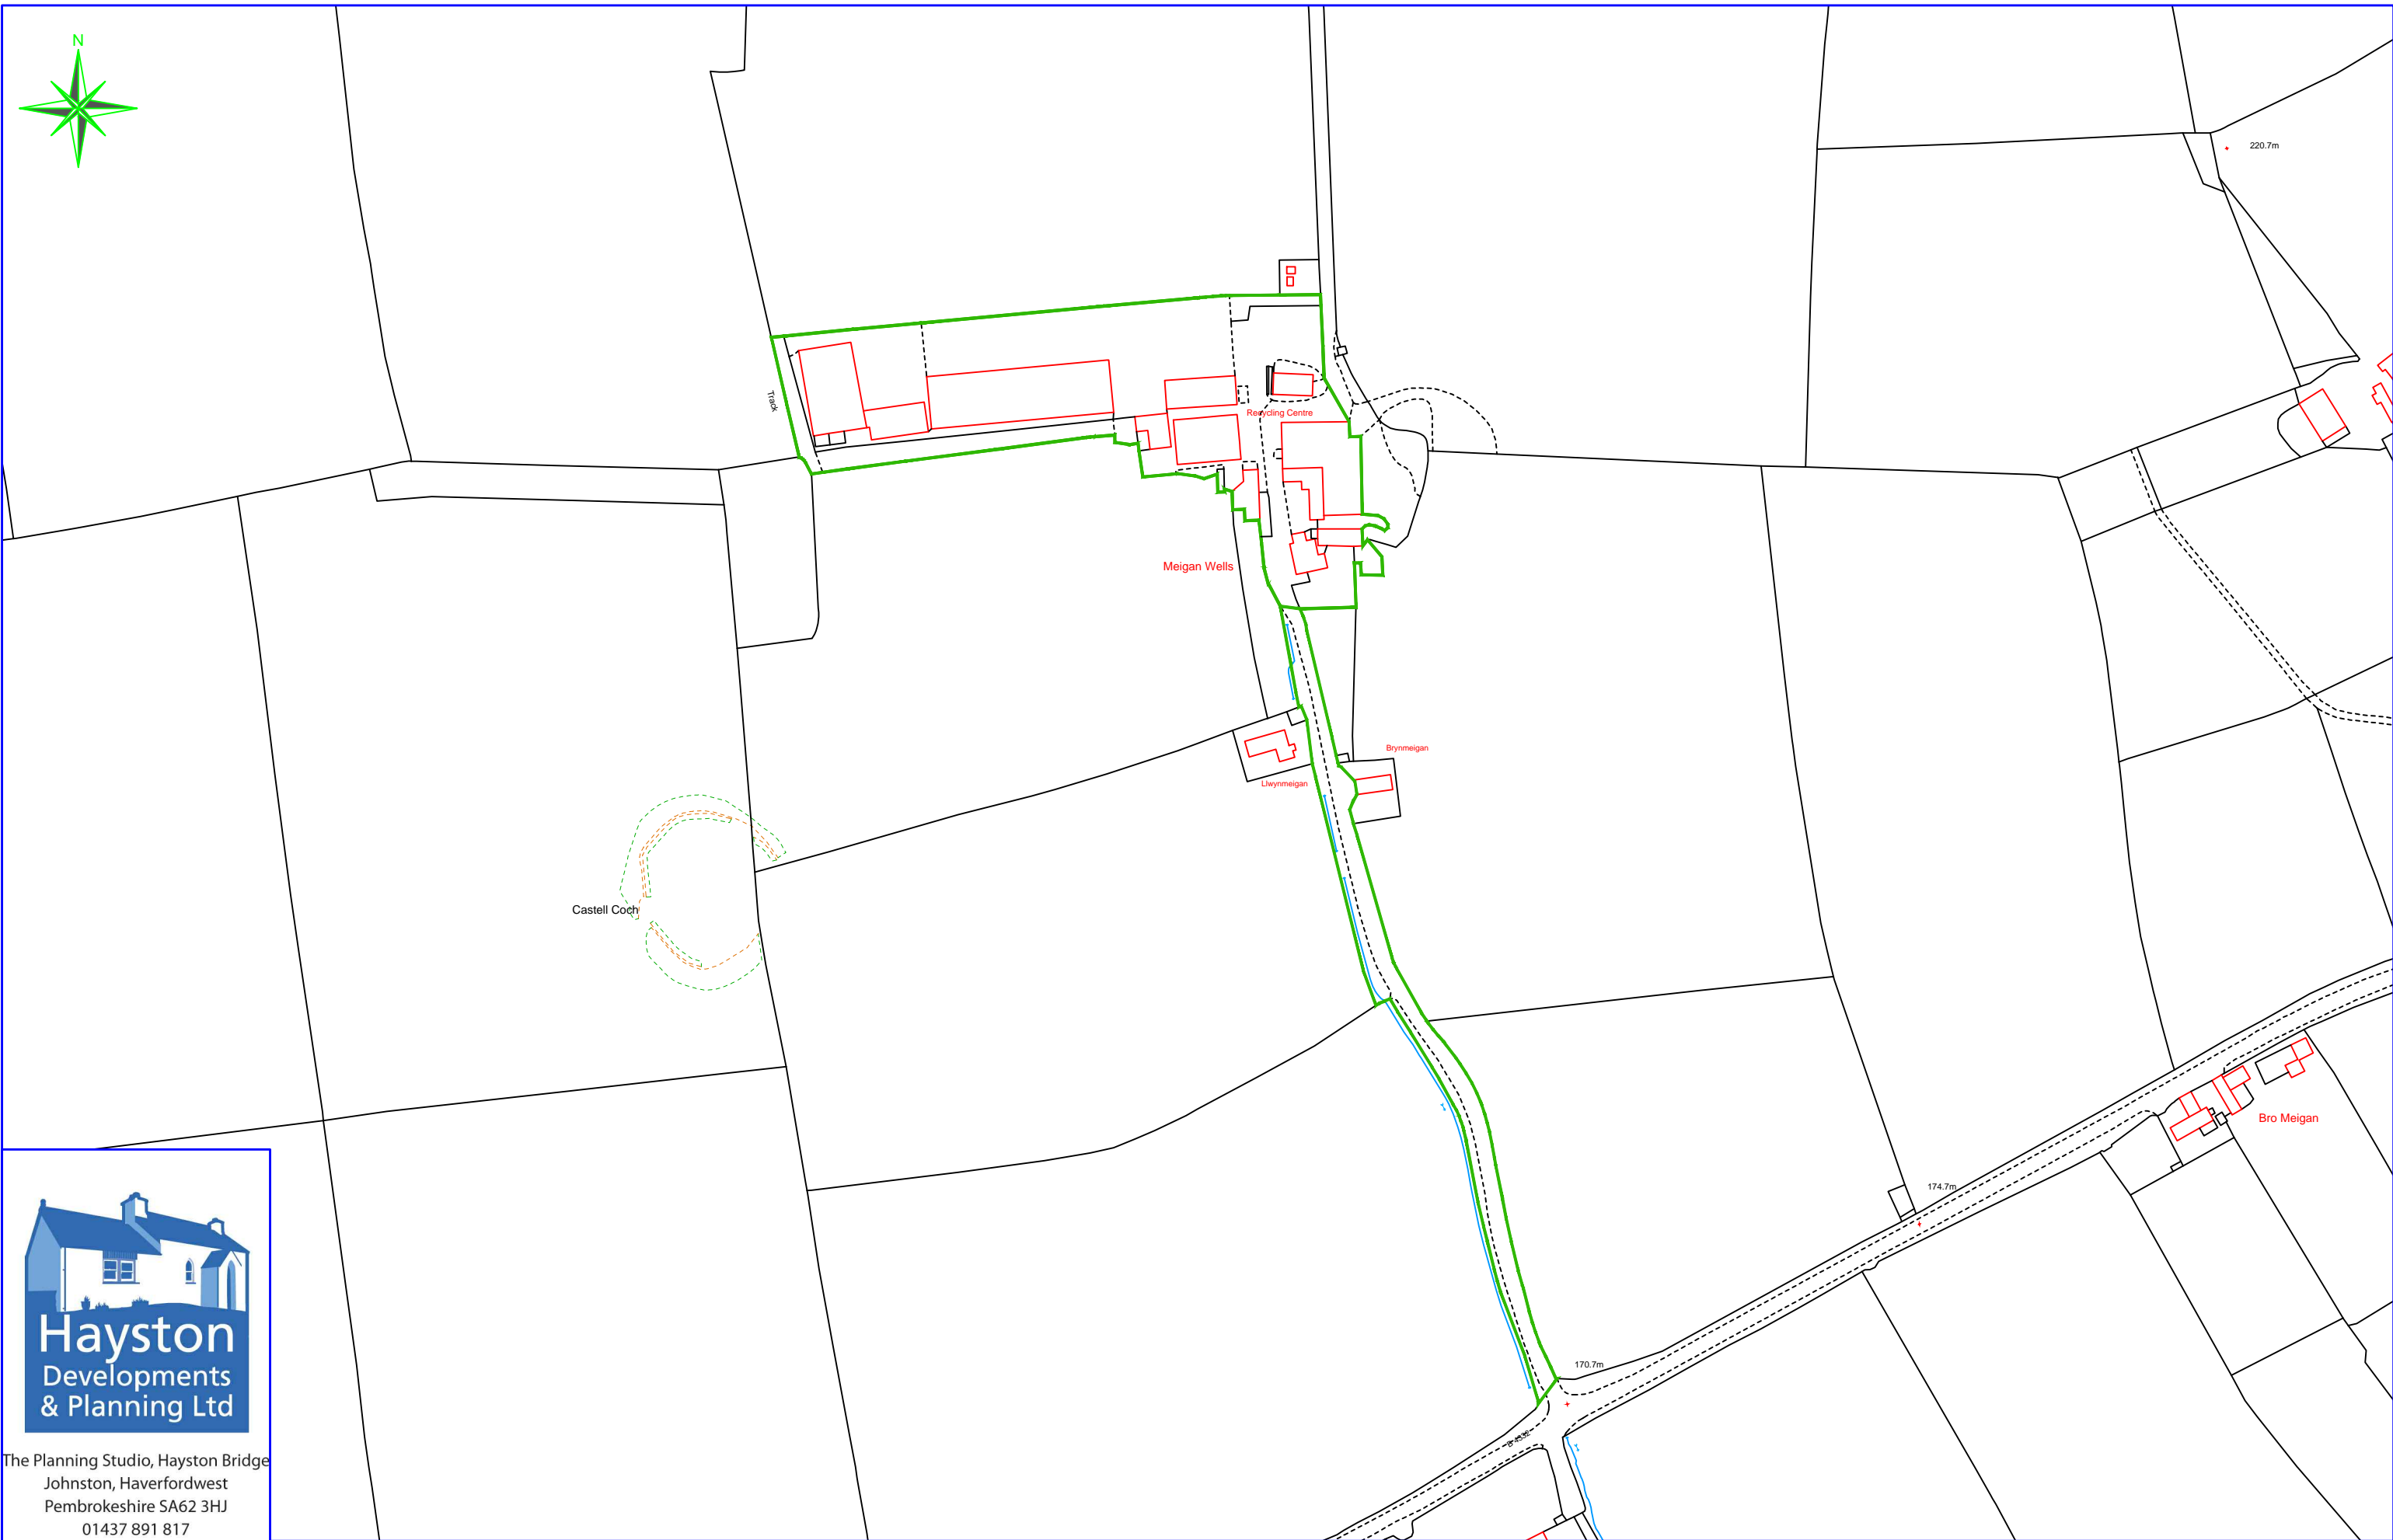 N
220.7m
Track
Recycling Centre
Meigan Wells
Brynmeigan
Llwynmeigan
Castell Coch
Bro Meigan
174.7m
170.7m
B 4332
Hayston
Developments
& Planning Ltd
The Planning Studio, Hayston Bridge
Johnston, Haverfordwest
Pembrokeshire SA62 3HJ
01437 891 817